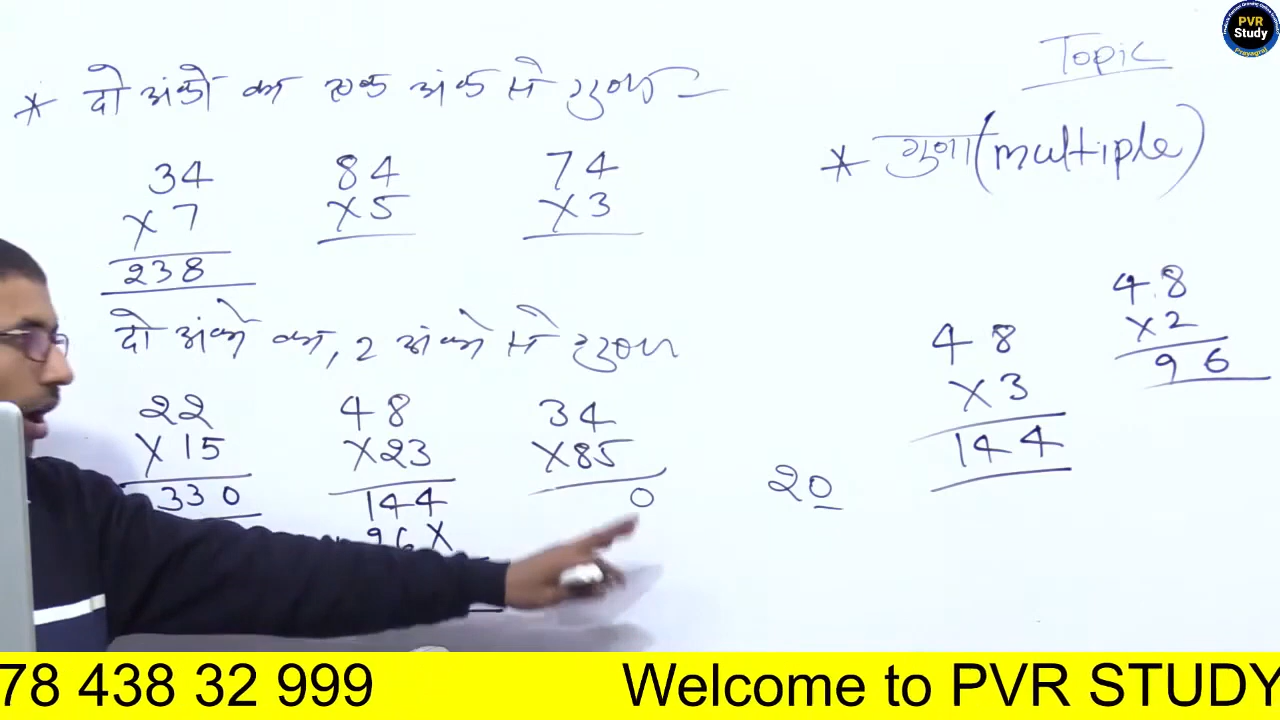 * दो अंको का एक अंक से गुणा -
34
X 7
238
84
X 5
74
X 3
दो अंको का, 2 अंको से गुणा
22
X 15
330
48
X 23
144
96 X
34
X 85
0
20
Topic
* गुणा (multiple)
48
X 3
144
48
X 2
96
PVR
Study
Prayagraj
78 438 32 999
Welcome to PVR STUDY